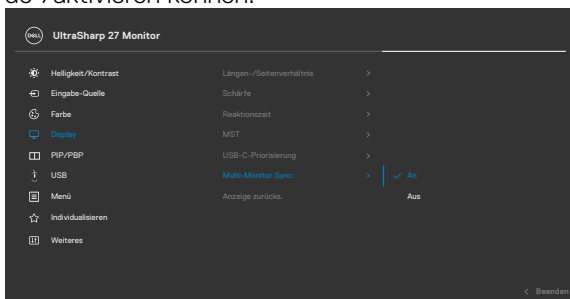 de-/aktivieren können.
DELL
UltraSharp 27 Monitor
Helligkeit/Kontrast
Eingabe-Quelle
Farbe
Display
PIP/PBP
USB
Menü
Individualisieren
Weiteres
Längen-/Seitenverhältnis
Schärfe
Reaktionszeit
MST
USB-C-Priorisierung
Multi-Monitor Sync
Anzeige zurücks.
An
Aus
Beenden